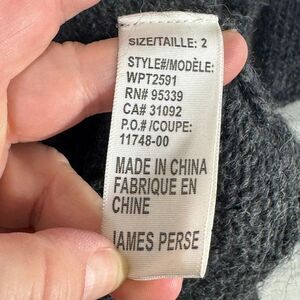 SIZE/TAILLE: 2
STYLE#/MODÈLE:
WPT2591
RN# 95339
CA# 31092
P.O.#/COUPE:
11748-00
MADE IN CHINA
FABRIQUE EN
CHINE
JAMES PERSE